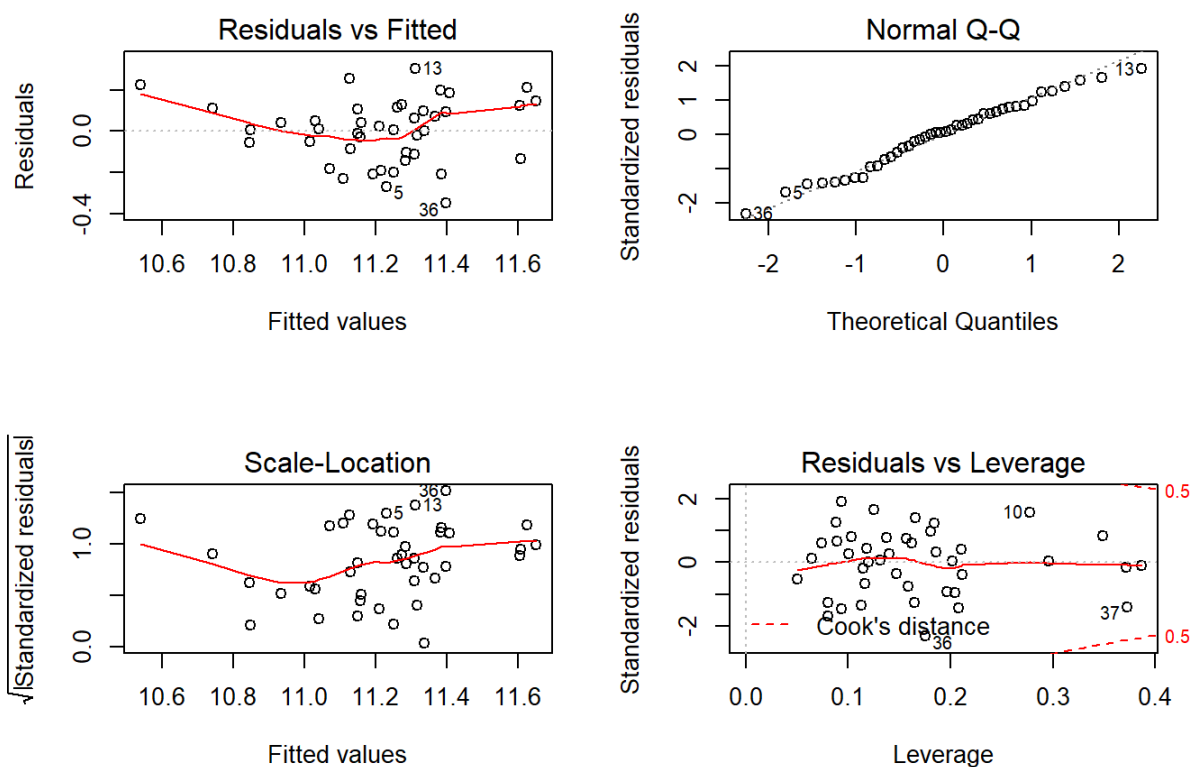 Residuals vs Fitted
Residuals
0.0
-0.4
13
5
36
10.6 10.8 11.0 11.2 11.4 11.6
Fitted values
Normal Q-Q
Standardized residuals
2
1
0
-2
13
5
36
-2 -1 0 1 2
Theoretical Quantiles
Scale-Location
√|Standardized residuals|
1.0
0.0
36
5
13
10.6 10.8 11.0 11.2 11.4 11.6
Fitted values
Residuals vs Leverage
Standardized residuals
2
1
0
-2
0.5
10
37
Cook's distance
0.5
36
0.0 0.1 0.2 0.3 0.4
Leverage